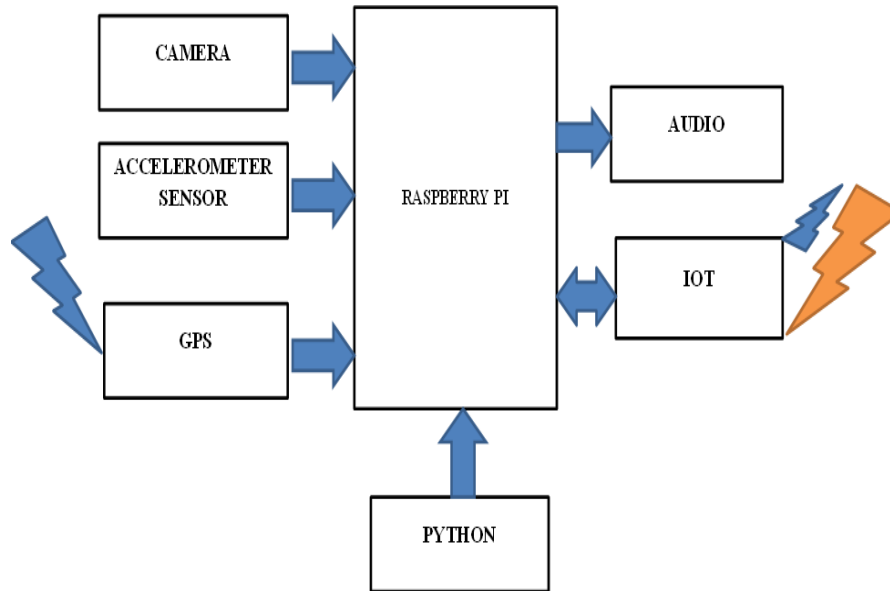 CAMERA
ACCELEROMETER
SENSOR
GPS
RASPBERRY PI
AUDIO
IOT
PYTHON